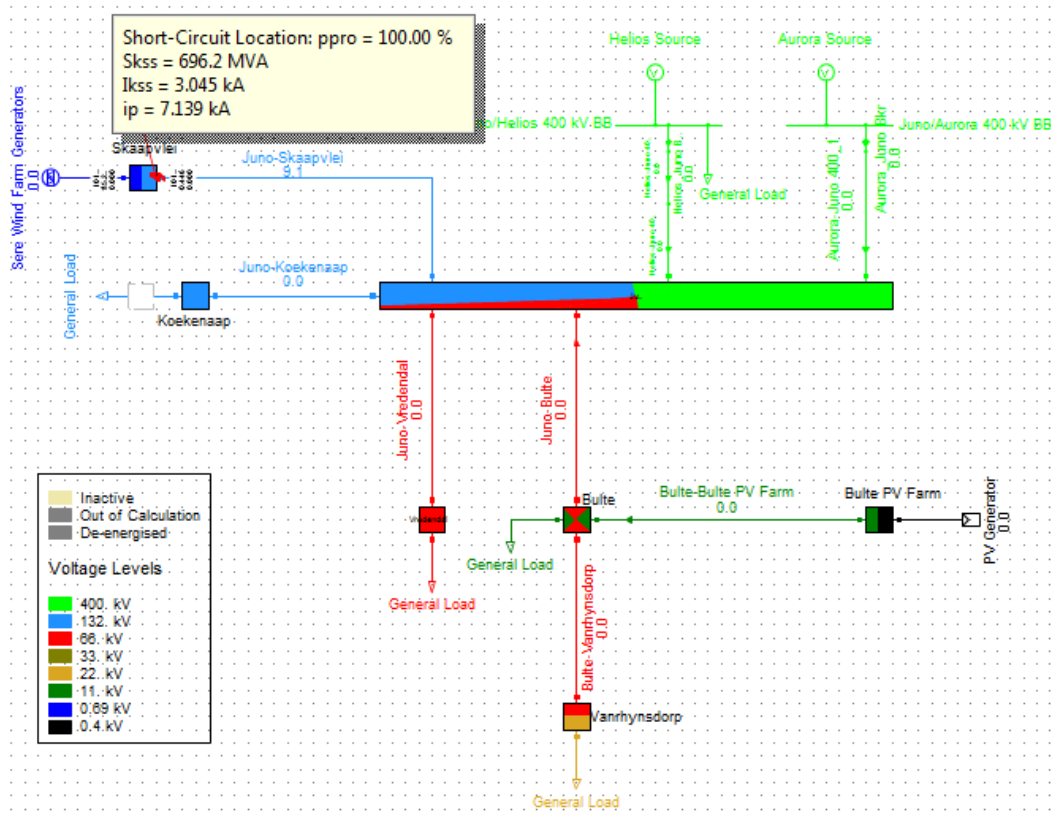 Short-Circuit Location: ppro = 100.00 %
Skss = 696.2 MVA
Ikss = 3.045 kA
ip = 7.139 kA
Helios Source
Aurora Source
V
V
o/Helios 400 kV BB
Juno/Aurora 400 kV BB
Sere Wind Farm Generators
0.0
Skaapvlei
Juno-Skaapvlei
9.1
General Load
Aurora Juno 400_1
0.0
Aurora Juno Bkr
0.0
0.0
General Load
Juno-Koekenaap
0.0
Koekenaap
Juno-Vredendal
0.0
Juno-Bulte
0.0
Inactive
Out of Calculation
De-energised
Voltage Levels
400. kV
132. kV
66. kV
33. kV
22. kV
11. kV
0.69 kV
0.4 kV
Vredendal
General Load
Bulte
General Load
Bulte-Bulte PV Farm
0.0
Bulte PV Farm
PV Generator
0.0
Bulte-Vanrhynsdorp
0.0
Vanrhynsdorp
General Load